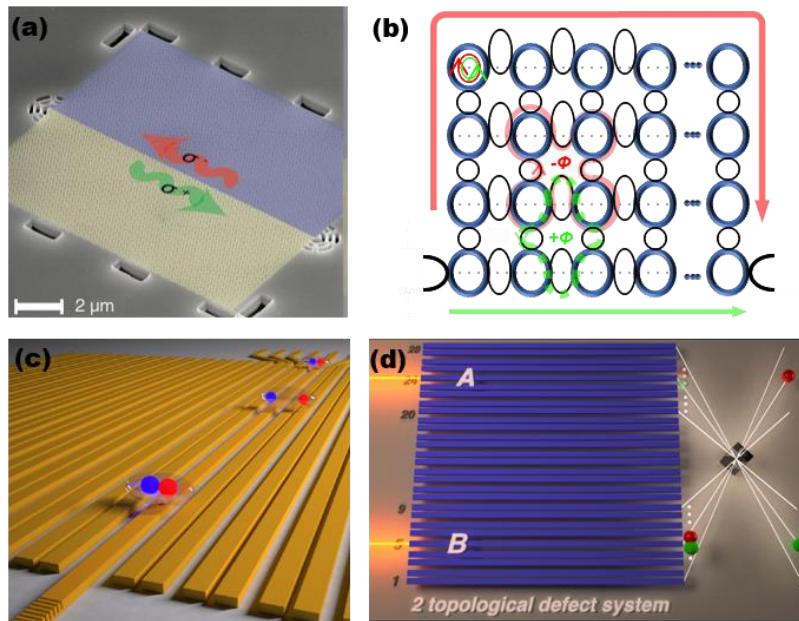 (a)
σ
σ +
2 µm
(b)
-Φ
+Φ
(c)
(d)
28
24
A
20
9
5
B
1
2 topological defect system